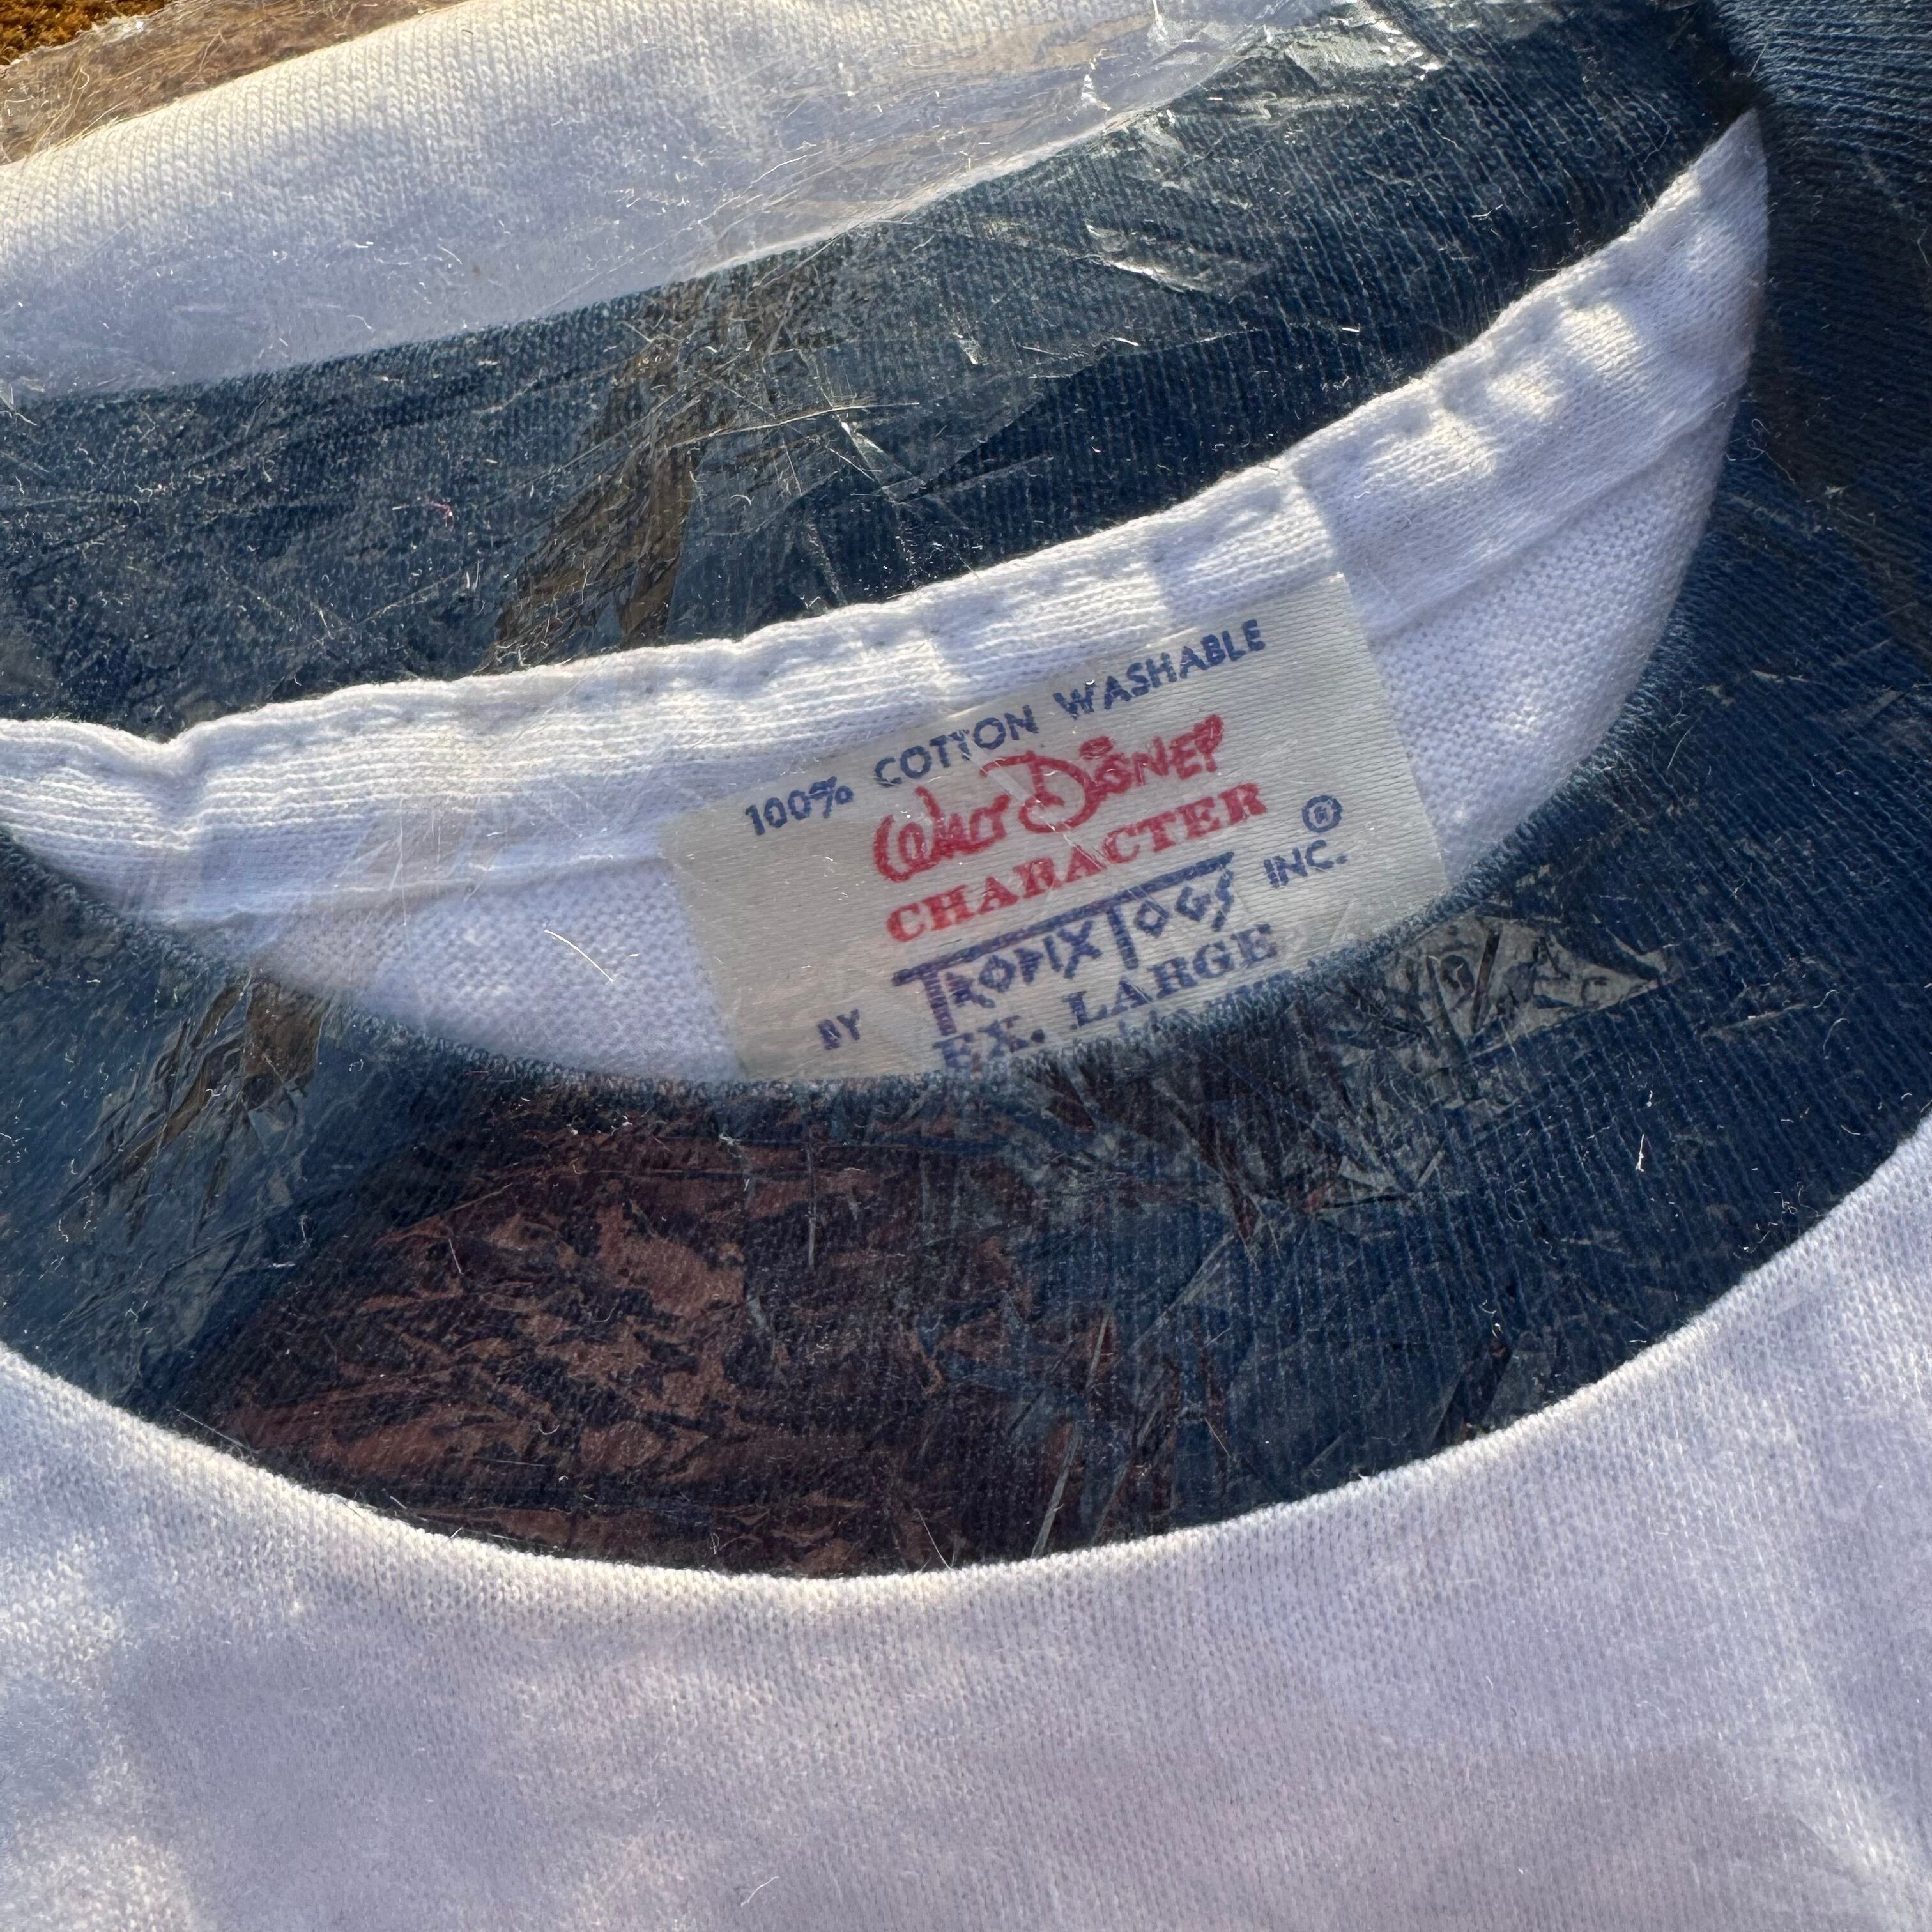 100% COTTON WASHABLE
Walt Disney
CHARACTER ®
BY TROPIX TOGS INC.
EX. LARGE